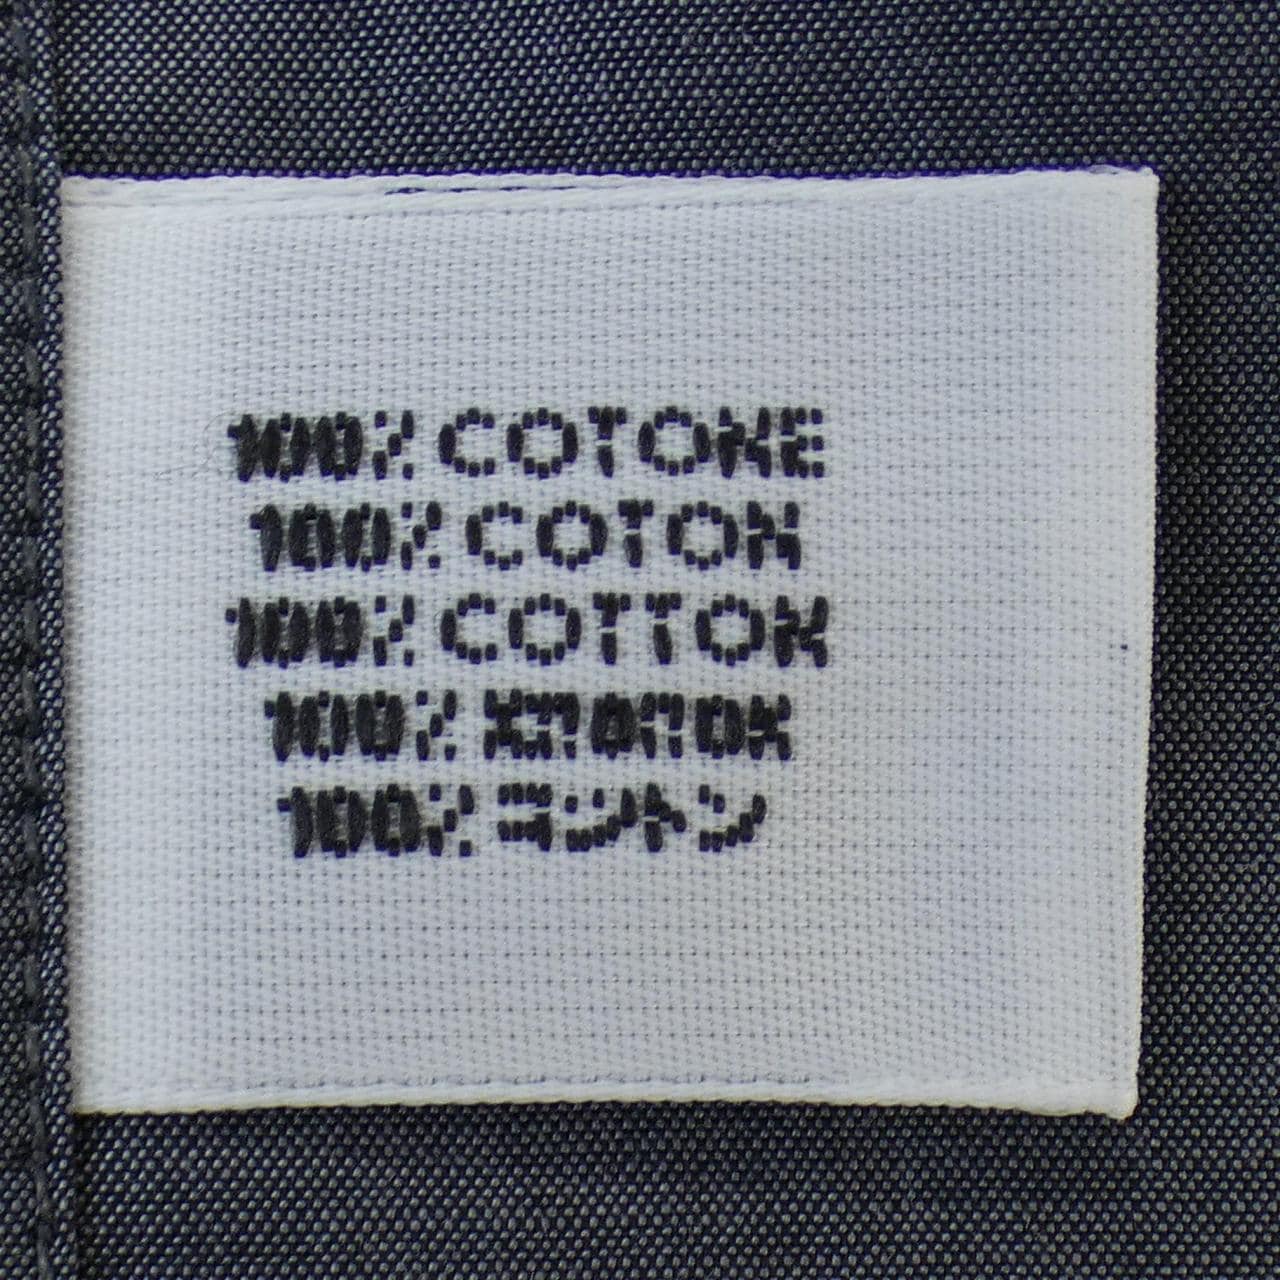 100% COTONE
100% COTON
100% COTTON
100% ХЛОПОК
100% コットン